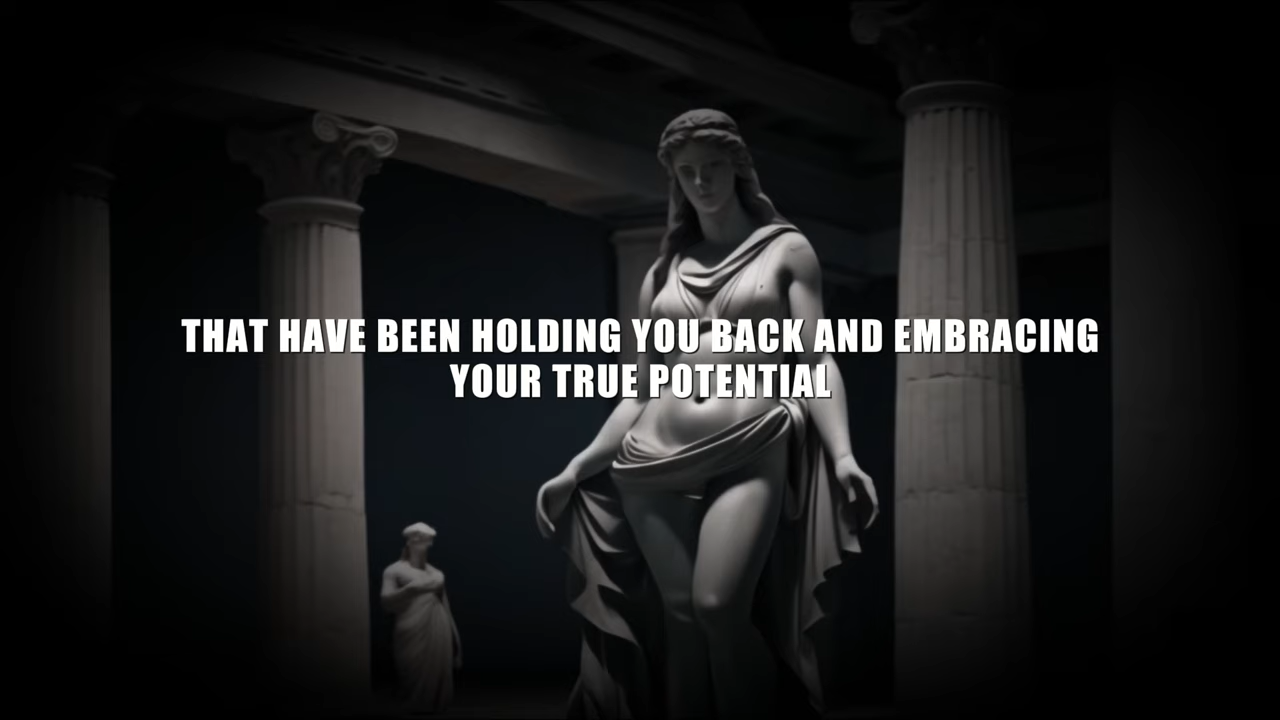 THAT HAVE BEEN HOLDING YOU BACK AND EMBRACING
YOUR TRUE POTENTIAL